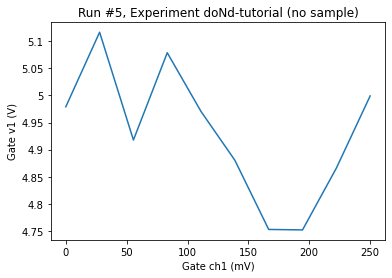 Run #5, Experiment doNd-tutorial (no sample)
5.1
5.05
5
4.95
4.9
4.85
4.8
4.75
Gate v1 (V)
0 50 100 150 200 250
Gate ch1 (mV)